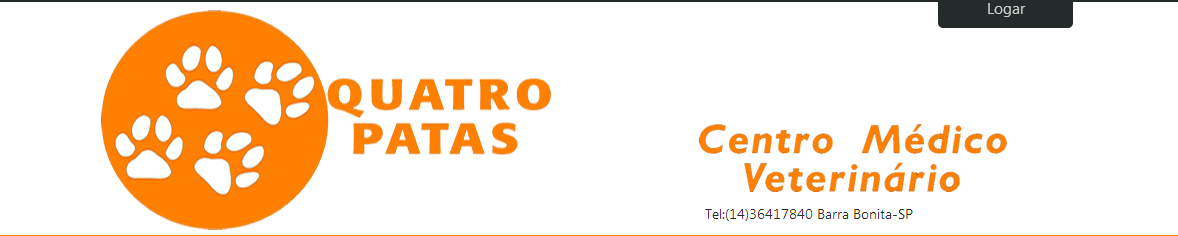 Logar
QUATRO
PATAS
Centro Médico
Veterinário
Tel:(14)36417840 Barra Bonita-SP